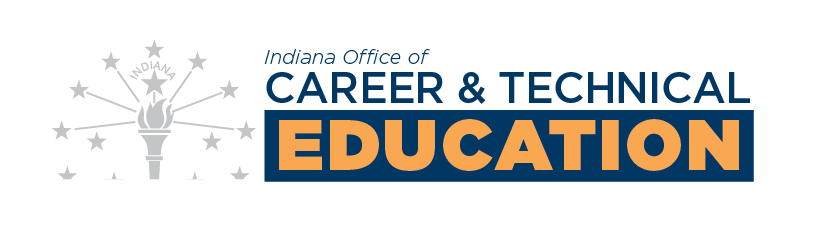 INDIANA
Indiana Office of
CAREER & TECHNICAL
EDUCATION